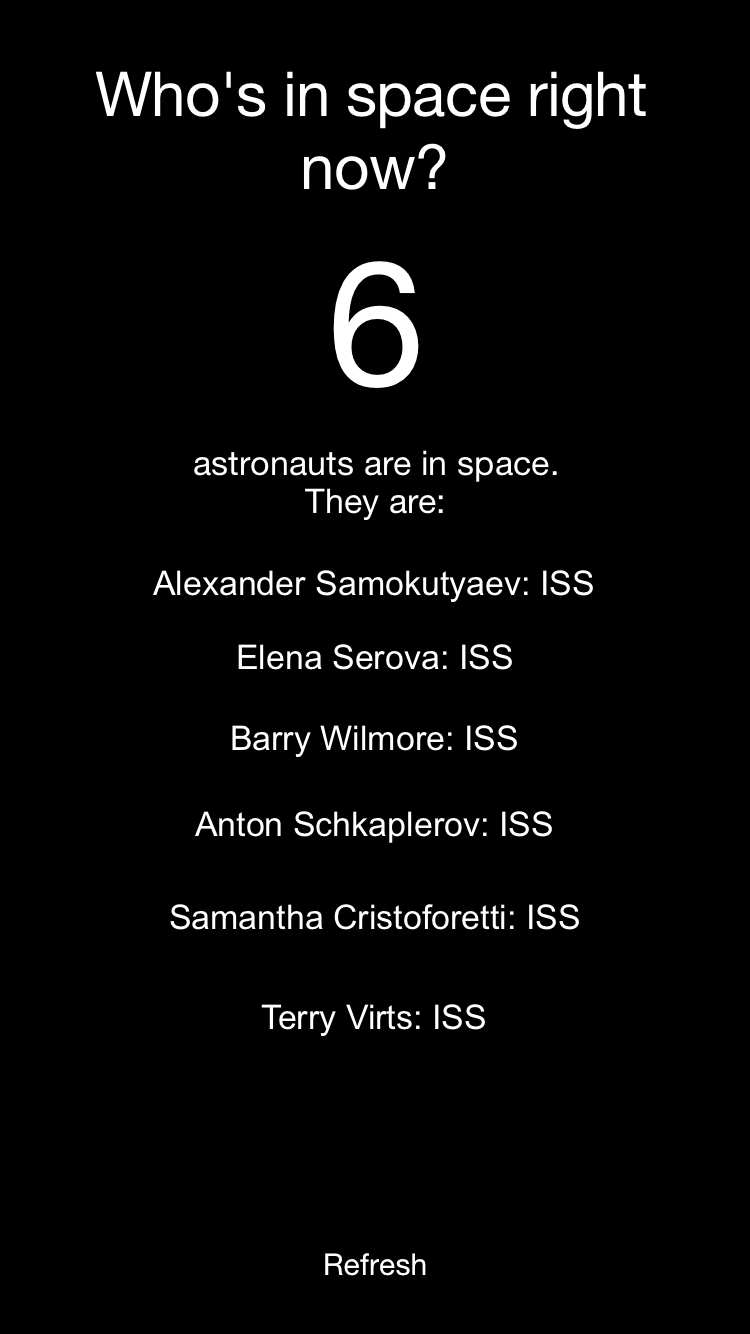 Who's in space right
now?
6
astronauts are in space.
They are:
Alexander Samokutyaev: ISS
Elena Serova: ISS
Barry Wilmore: ISS
Anton Schkaplerov: ISS
Samantha Cristoforetti: ISS
Terry Virts: ISS
Refresh